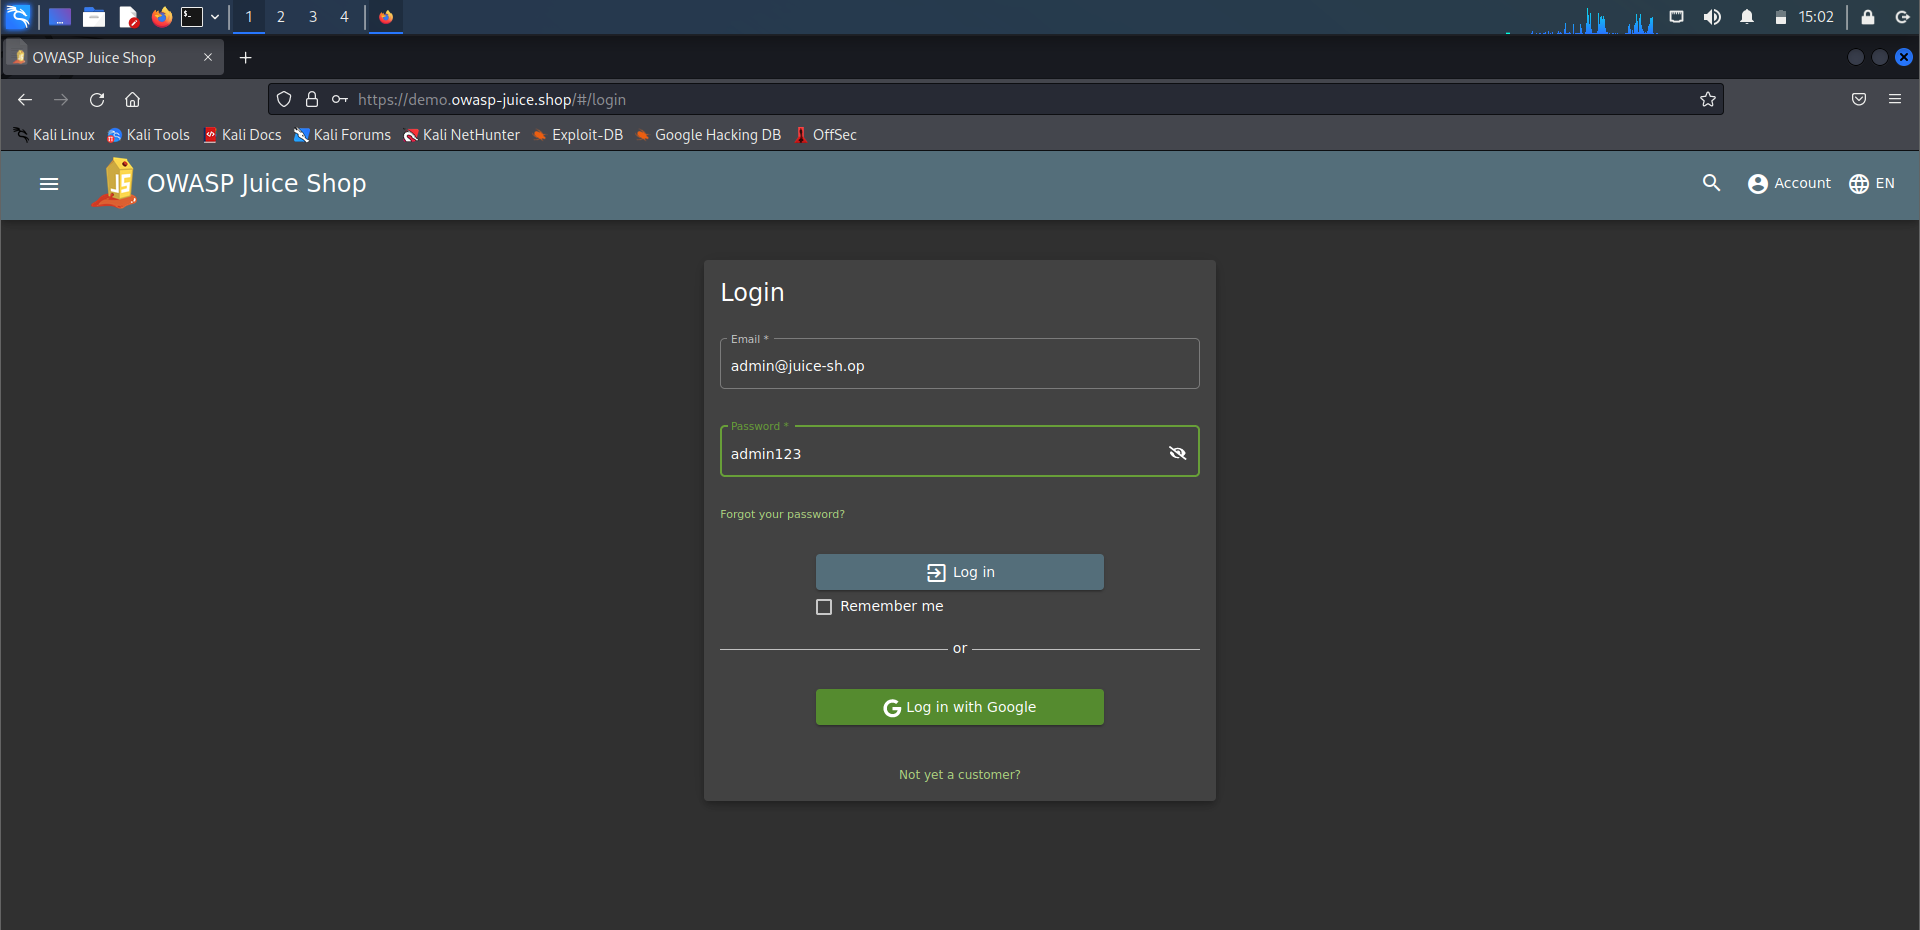 1 2 3 4 15:02
OWASP Juice Shop
https://demo.owasp-juice.shop/#/login
Kali Linux Kali Tools Kali Docs Kali Forums Kali NetHunter Exploit-DB Google Hacking DB OffSec
JS OWASP Juice Shop Account EN
Login
Email *
admin@juice-sh.op
Password *
admin123
Forgot your password?
Log in
Remember me
or
G Log in with Google
Not yet a customer?